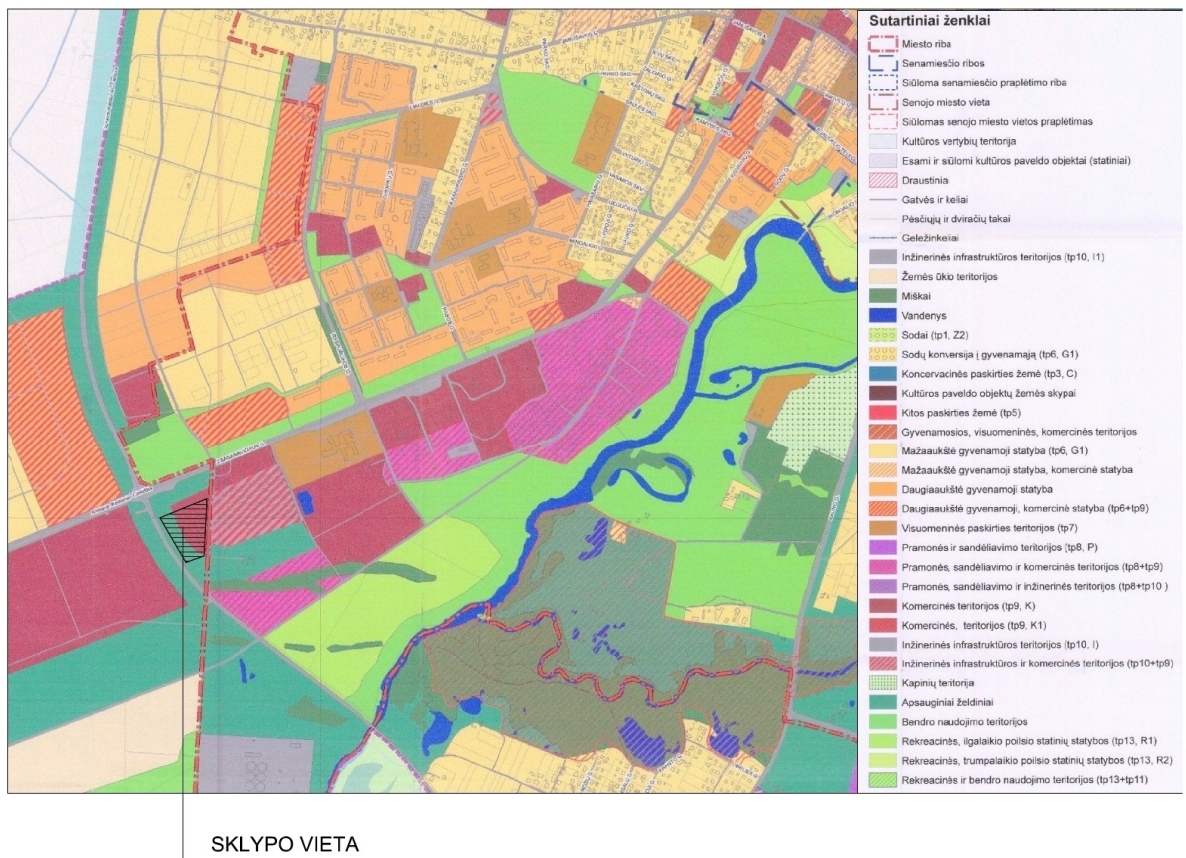 Sutartiniai ženklai
Miesto riba
Senamiesčio ribos
Siūloma senamiesčio praplėtimo riba
Senojo miesto vieta
Siūlomas senojo miesto vietos praplėtimas
Kultūros vertybių teritorija
Esami ir siūlomi kultūros paveldo objektai (statiniai)
Draustiniai
Gatvės ir keliai
Pėsčiųjų ir dviračių takai
Geležinkeliai
Inžinerinės infrastruktūros teritorijos (tp10, I1)
Žemės ūkio teritorijos
Miškai
Vandenys
Sodai (tp1, Z2)
Sodų konversija į gyvenamąją (tp6, G1)
Koncervacinės paskirties žemė (tp3, C)
Kultūros paveldo objektų žemės skypai
Kitos paskirties žemė (tp5)
Gyvenamosios, visuomeninės, komercinės teritorijos
Mažaaukštė gyvenamoji statyba (tp6, G1)
Mažaaukštė gyvenamoji statyba, komercinė statyba
Daugiaaukštė gyvenamoji statyba
Daugiaaukštė gyvenamoji, komercinė statyba (tp6+tp9)
Visuomeninės paskirties teritorijos (tp7)
Pramonės ir sandėliavimo teritorijos (tp8, P)
Pramonės, sandėliavimo ir komercinės teritorijos (tp8+tp9)
Pramonės, sandėliavimo ir inžinerinės teritorijos (tp8+tp10 )
Komercinės teritorijos (tp9, K)
Komercinės, teritorijos (tp9, K1)
Inžinerinės infrastruktūros teritorijos (tp10, I)
Inžinerinės infrastruktūros ir komercinės teritorijos (tp10+tp9)
Kapinių teritorija
Apsauginiai želdiniai
Bendro naudojimo teritorijos
Rekreacinės, ilgalaikio poilsio statinių statybos (tp13, R1)
Rekreacinės, trumpalaikio poilsio statinių statybos (tp13, R2)
Rekreacinės ir bendro naudojimo teritorijos (tp13+tp11)
SKLYPO VIETA